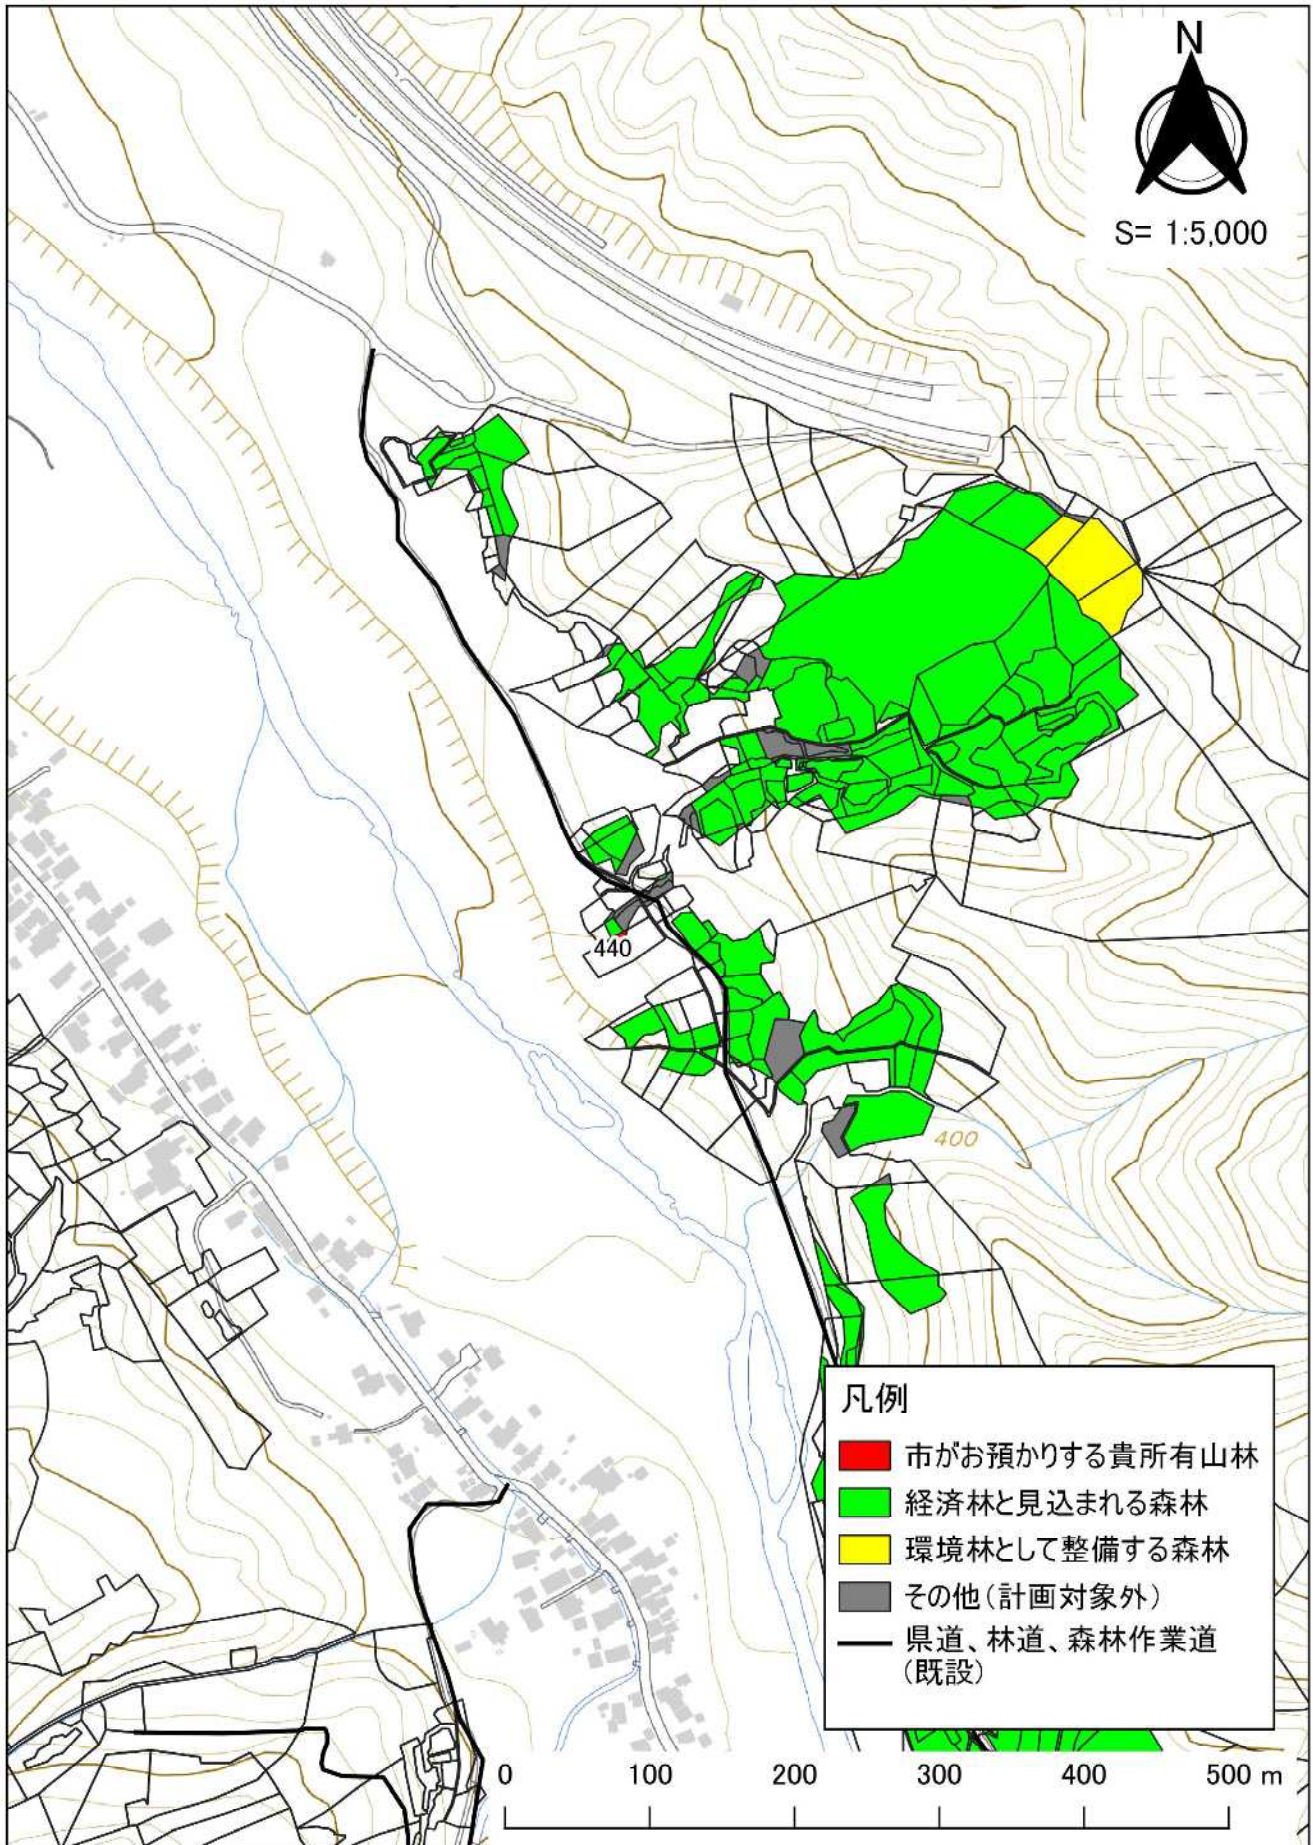 N
S= 1:5,000
440
400
凡例
市がお預かりする貴所有山林
経済林と見込まれる森林
環境林として整備する森林
その他(計画対象外)
県道、林道、森林作業道
(既設)
0 100 200 300 400 500 m